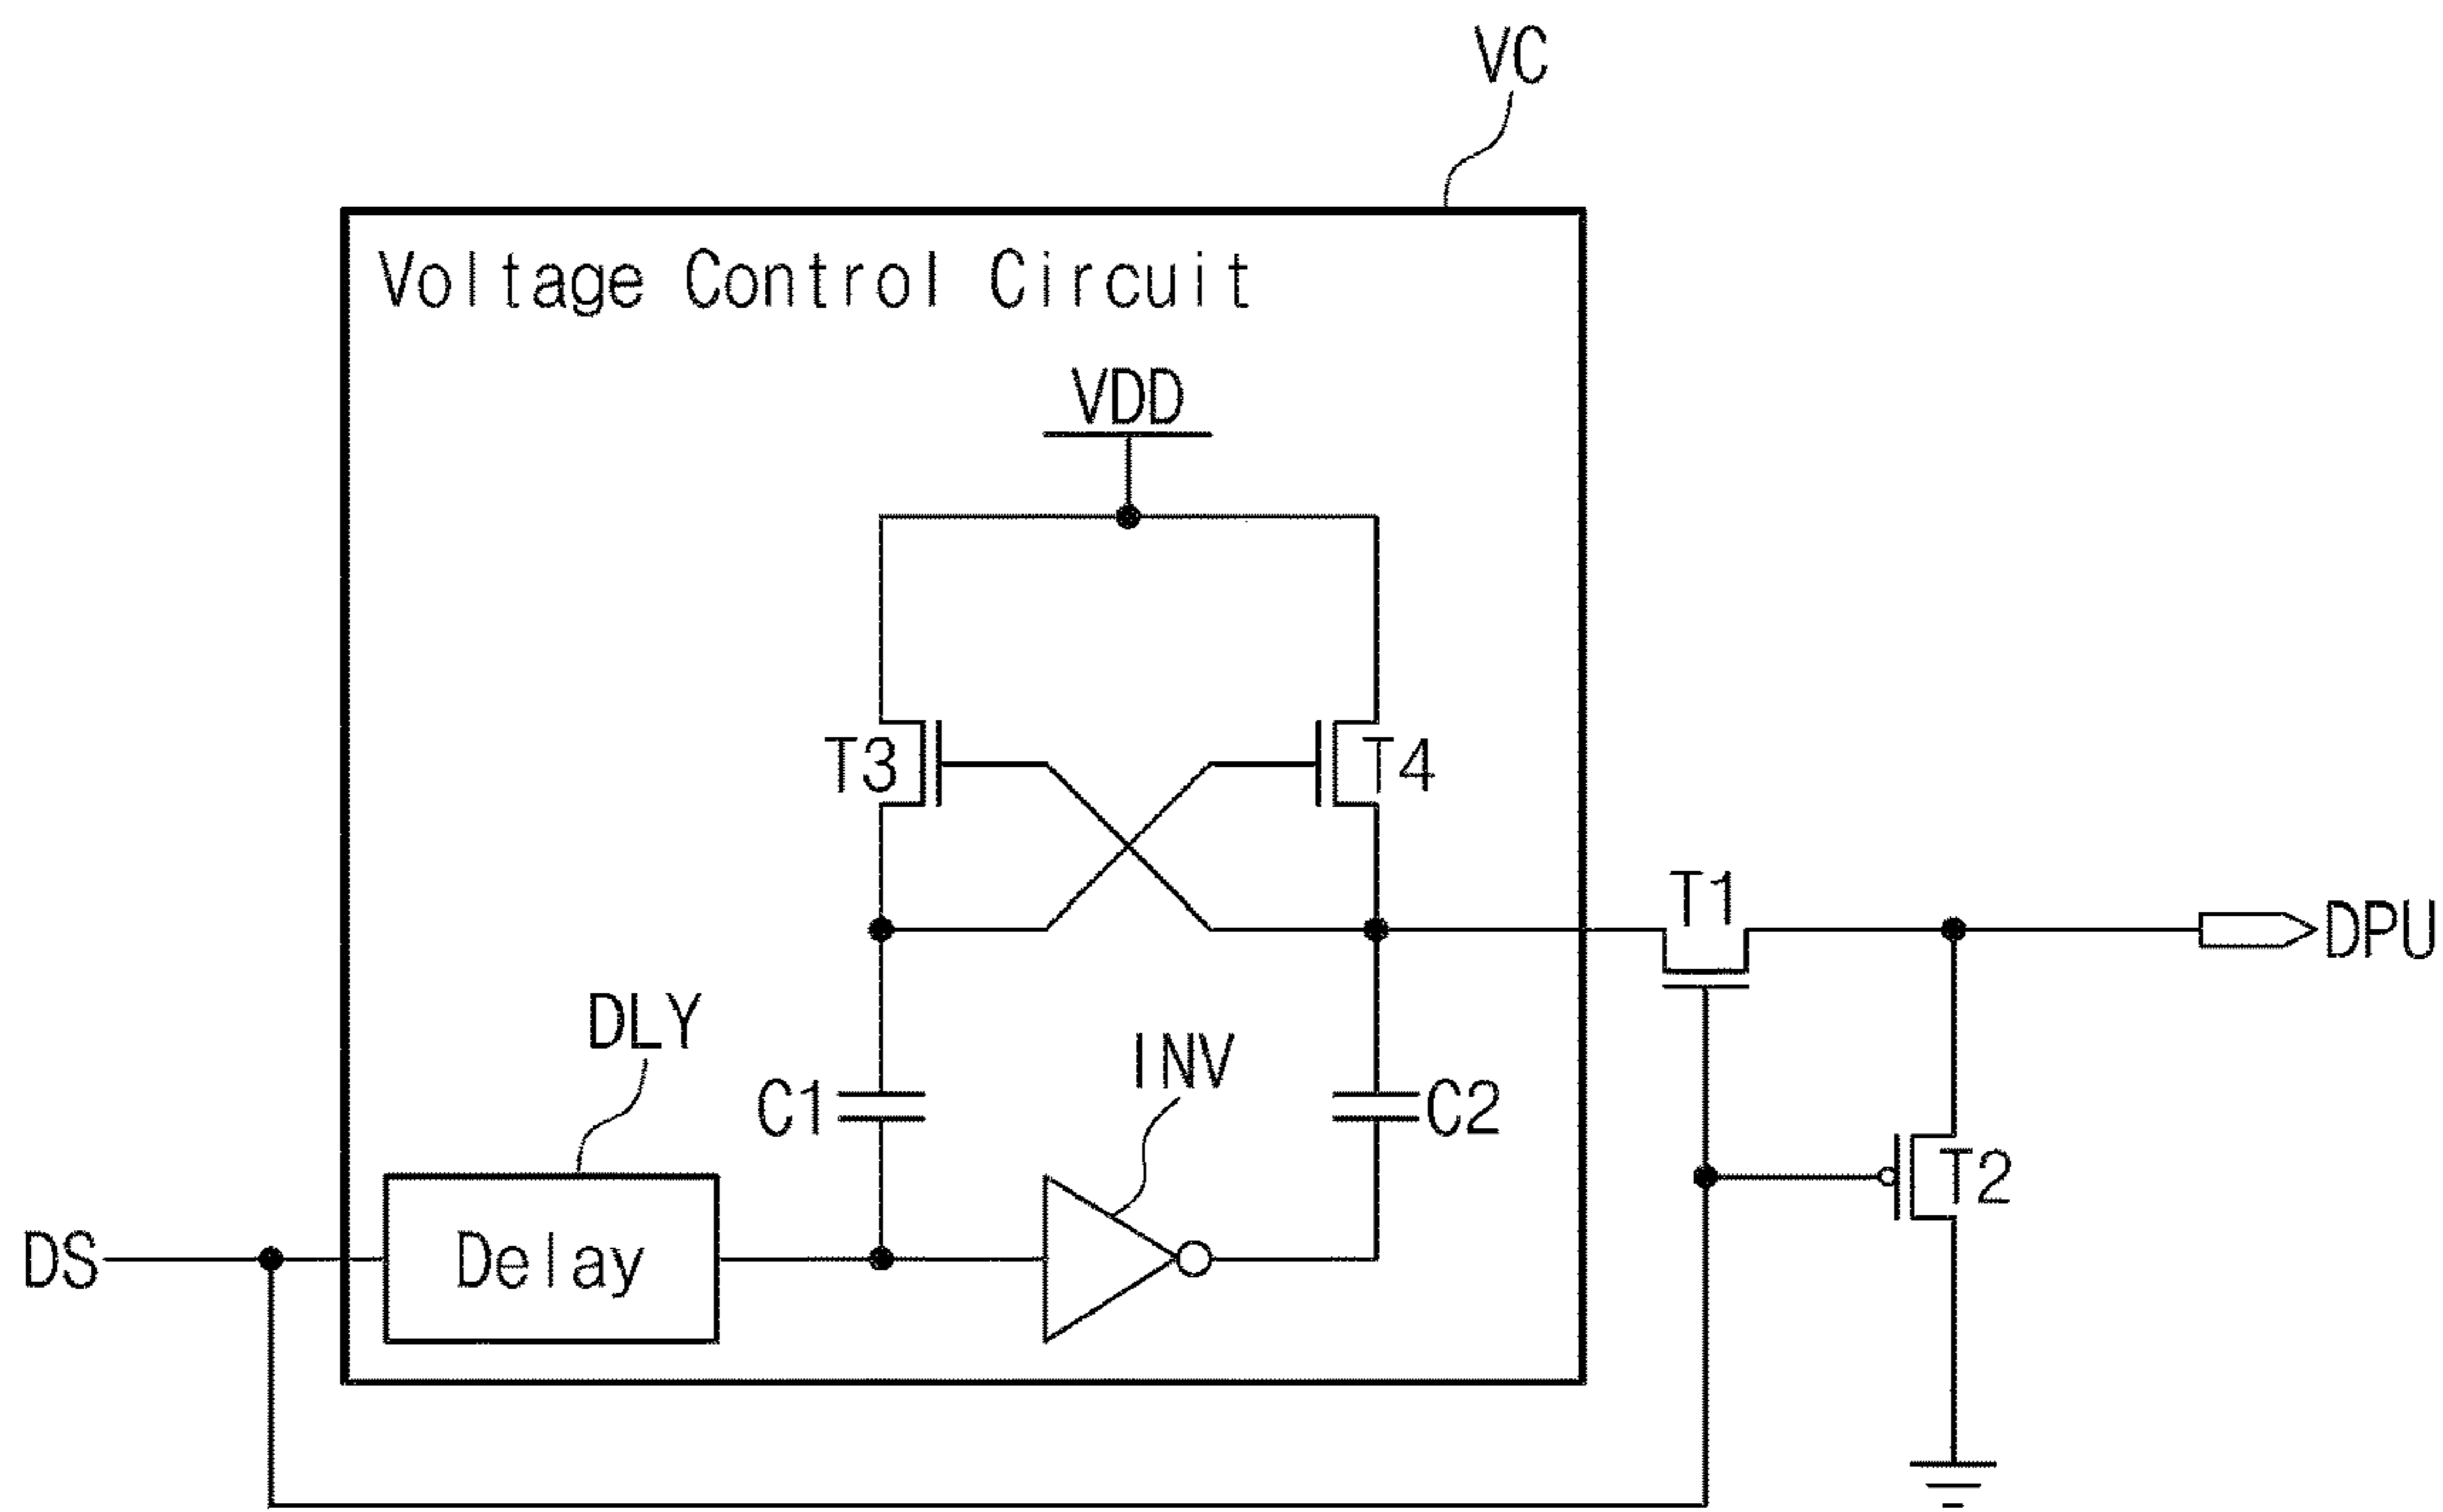 VC
Voltage Control Circuit
VDD
T3
T4
T1
DPU
DLY
INV
C1
C2
T2
DS
Delay